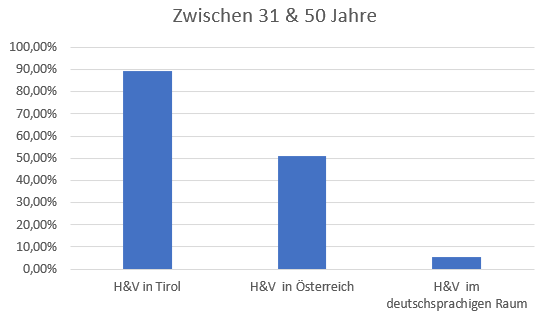 Zwischen 31 & 50 Jahre
100,00%
90,00%
80,00%
70,00%
60,00%
50,00%
40,00%
30,00%
20,00%
10,00%
0,00%
H&V in Tirol
H&V in Österreich
H&V im
deutschsprachigen Raum